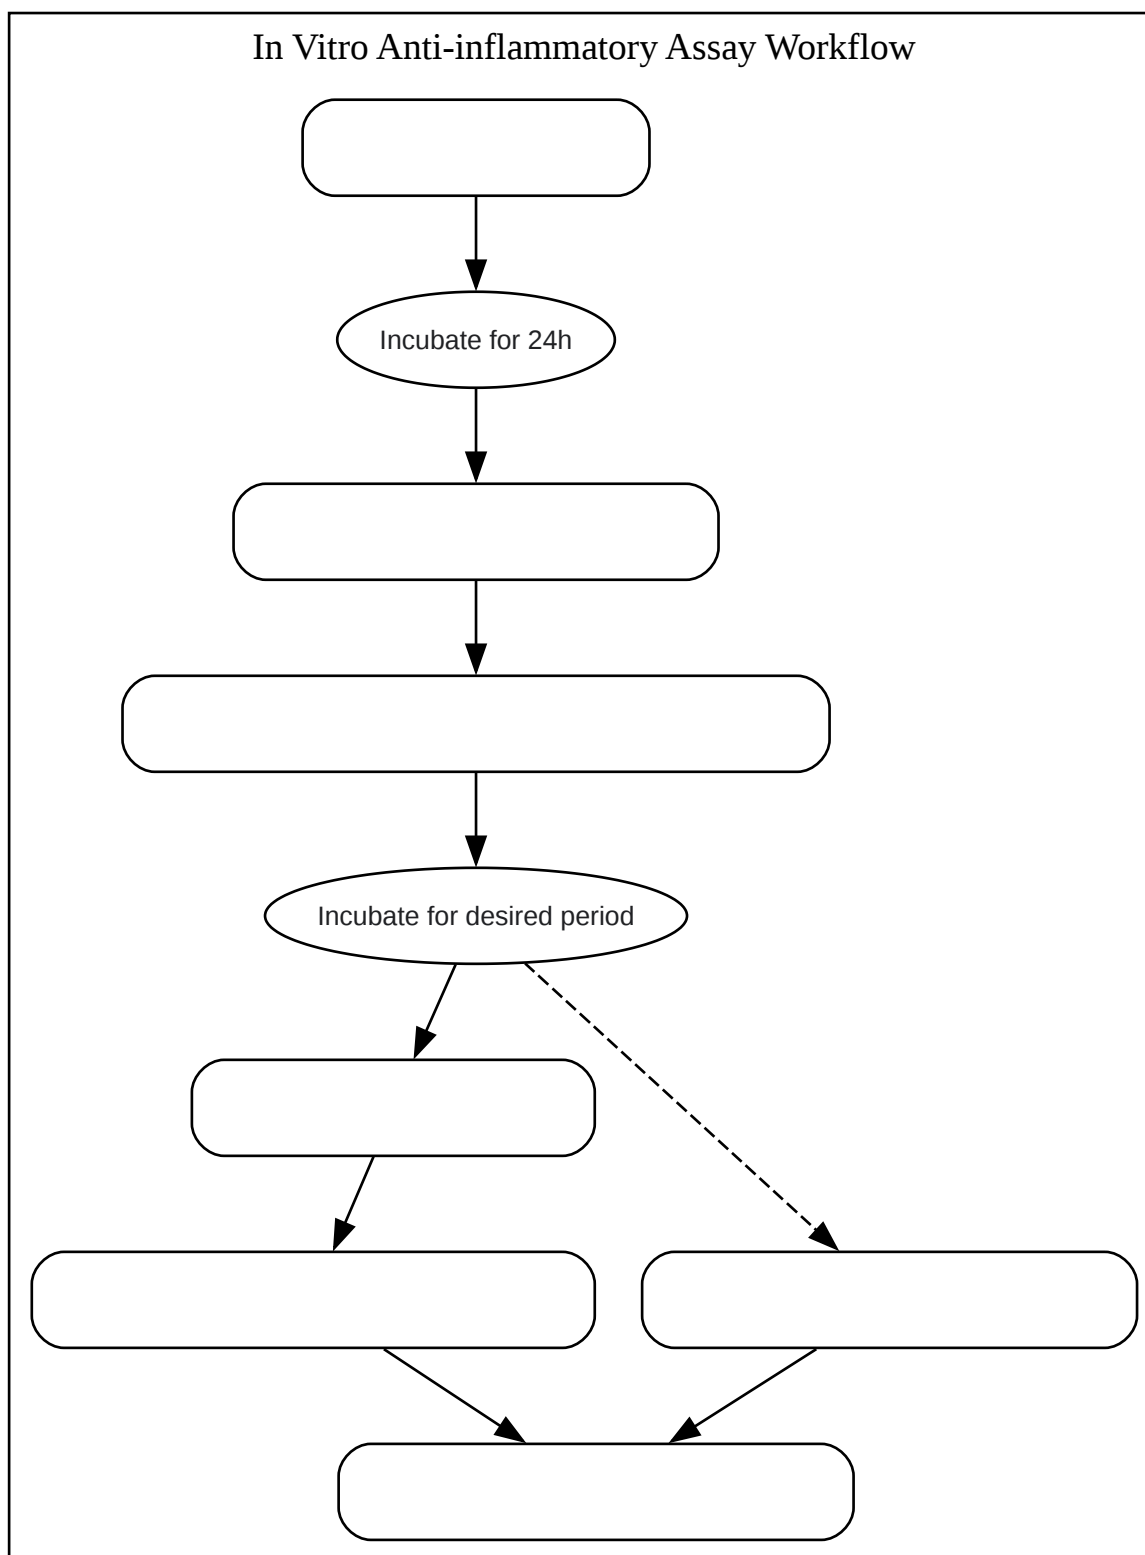 In Vitro Anti-inflammatory Assay Workflow
Incubate for 24h
Incubate for desired period